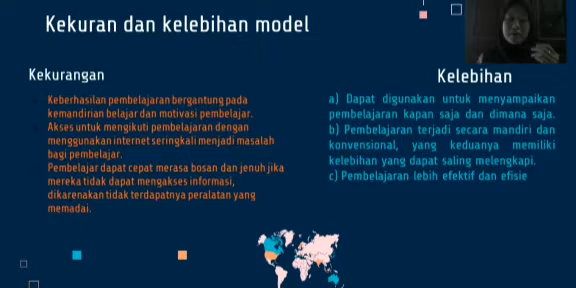 Kekuran dan kelebihan model
Kekurangan
Keberhasilan pembelajaran bergantung pada
kemandirian belajar dan motivasi pembelajar.
Akses untuk mengikuti pembelajaran dengan
menggunakan internet seringkali menjadi masalah
bagi pembelajar.
Pembelajar dapat cepat merasa bosan dan jenuh jika
mereka tidak dapat mengakses informasi,
dikarenakan tidak terdapatnya peralatan yang
memadai.
Kelebihan
a) Dapat digunakan untuk menyampaikan
pembelajaran kapan saja dan dimana saja.
b) Pembelajaran terjadi secara mandiri dan
konvensional, yang keduanya memiliki
kelebihan yang dapat saling melengkapi.
c) Pembelajaran lebih efektif dan efisie